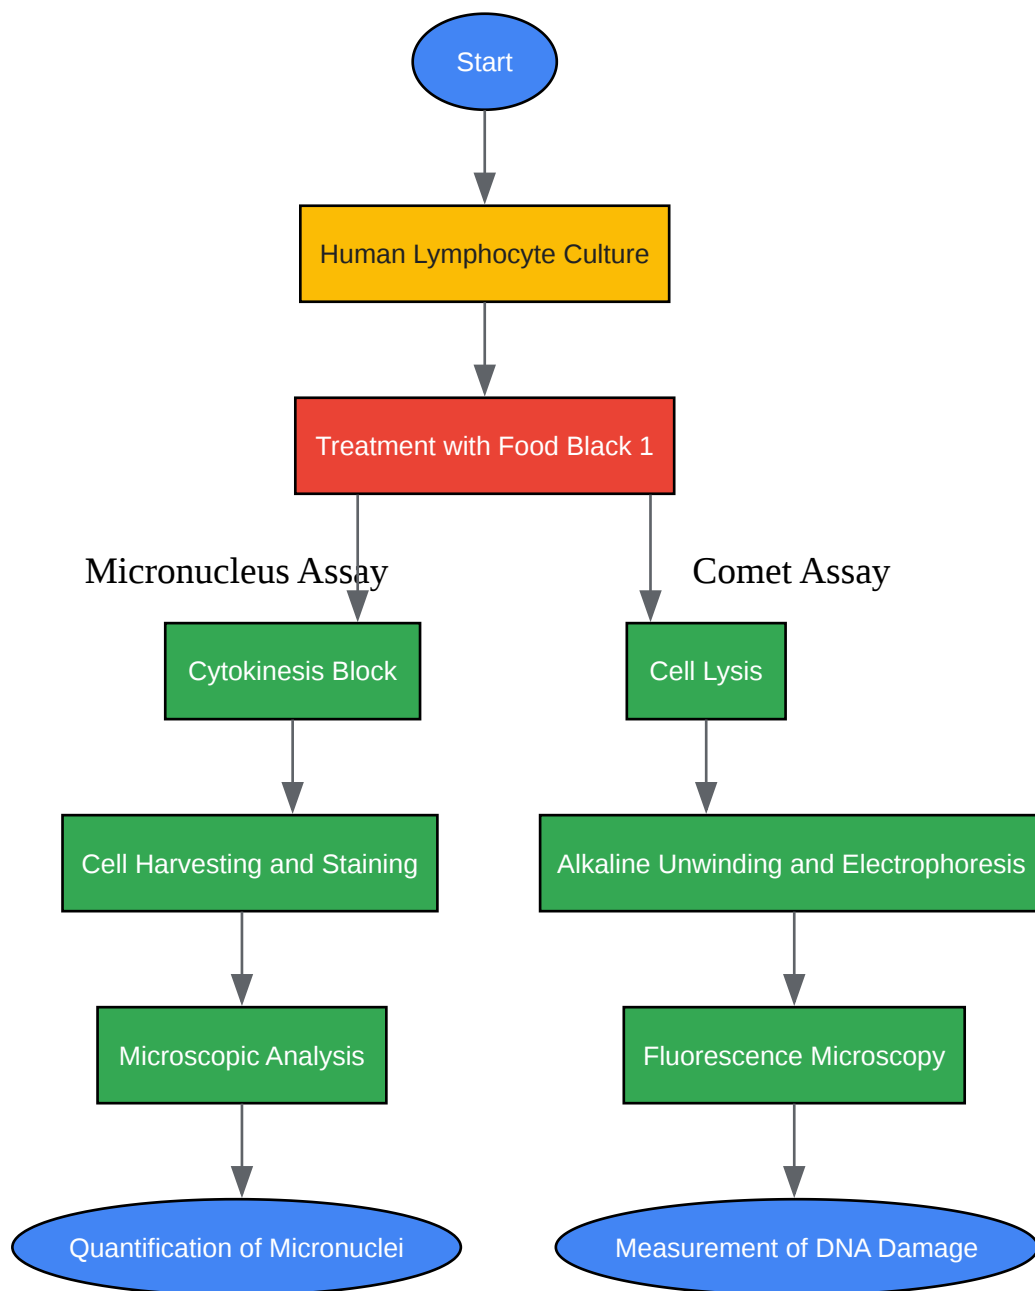 Start
Human Lymphocyte Culture
Treatment with Food Black 1
Micronucleus Assay
Comet Assay
Cytokinesis Block
Cell Lysis
Cell Harvesting and Staining
Alkaline Unwinding and Electrophoresis
Microscopic Analysis
Fluorescence Microscopy
Quantification of Micronuclei
Measurement of DNA Damage